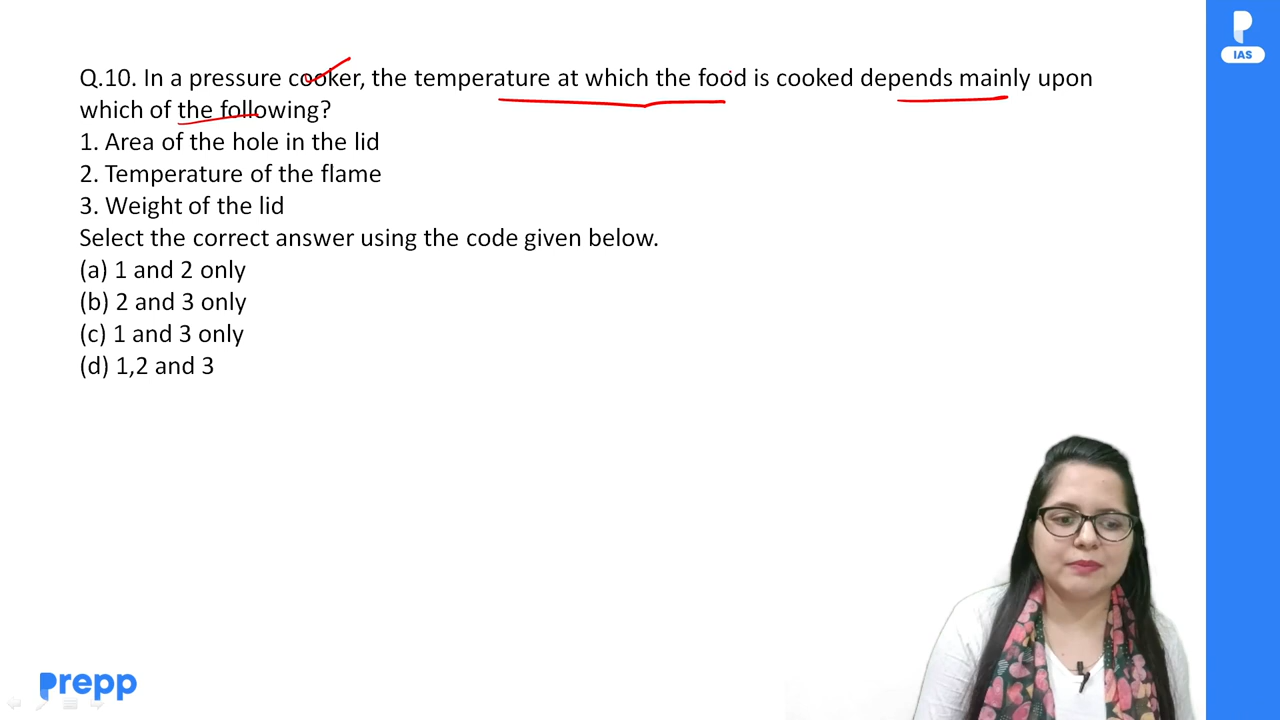 IAS
Q.10. In a pressure cooker, the temperature at which the food is cooked depends mainly upon
which of the following?
1. Area of the hole in the lid
2. Temperature of the flame
3. Weight of the lid
Select the correct answer using the code given below.
(a) 1 and 2 only
(b) 2 and 3 only
(c) 1 and 3 only
(d) 1,2 and 3
prepp